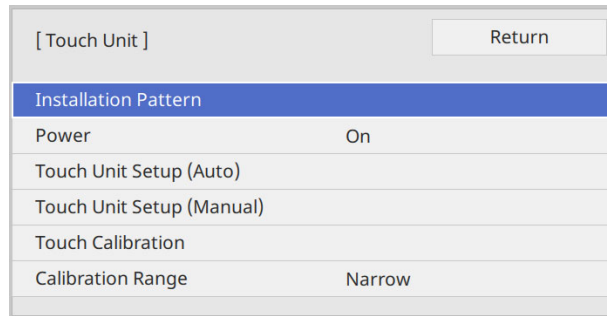 [ Touch Unit ] Return
Installation Pattern
Power On
Touch Unit Setup (Auto)
Touch Unit Setup (Manual)
Touch Calibration
Calibration Range Narrow